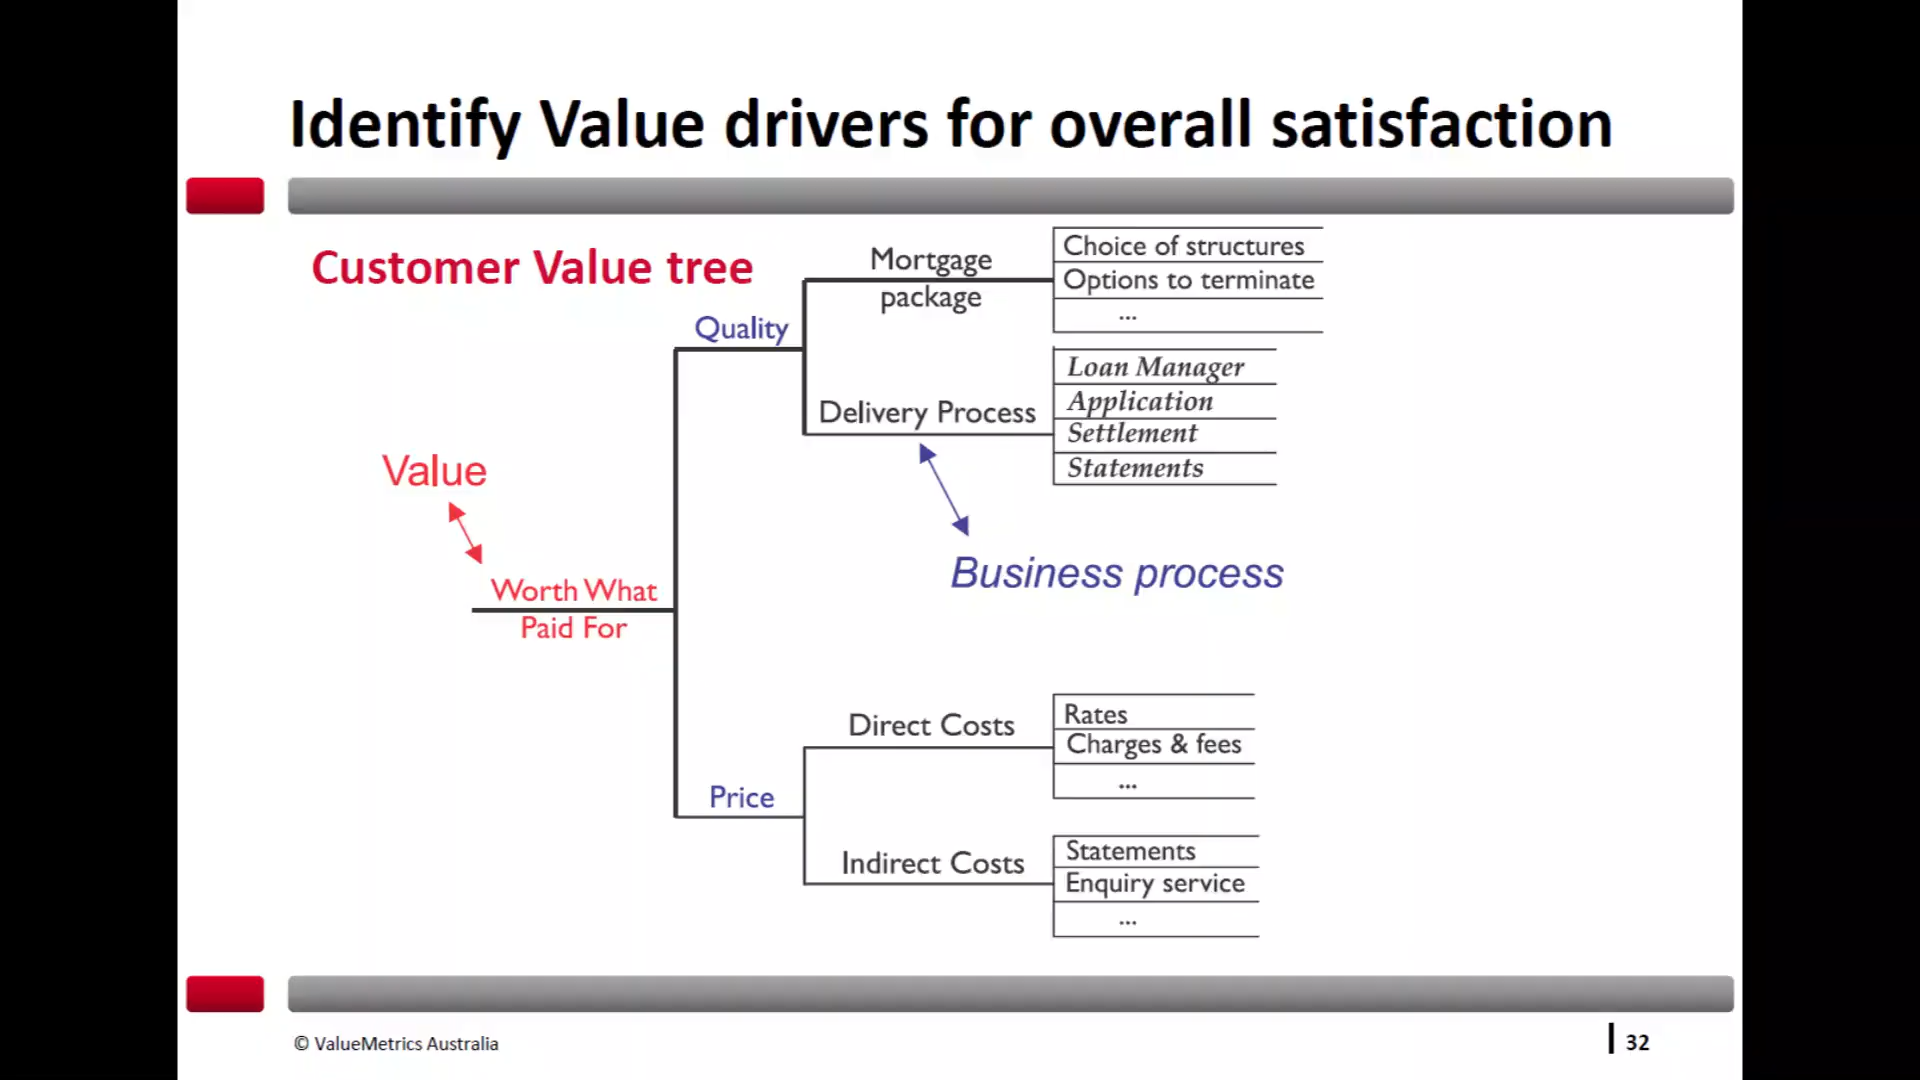 Identify Value drivers for overall satisfaction
Customer Value tree
Value
Worth What
Paid For
Quality
Mortgage
package
Choice of structures
Options to terminate
...
Delivery Process
Loan Manager
Application
Settlement
Statements
Business process
Price
Direct Costs
Rates
Charges & fees
...
Indirect Costs
Statements
Enquiry service
...
© ValueMetrics Australia
32